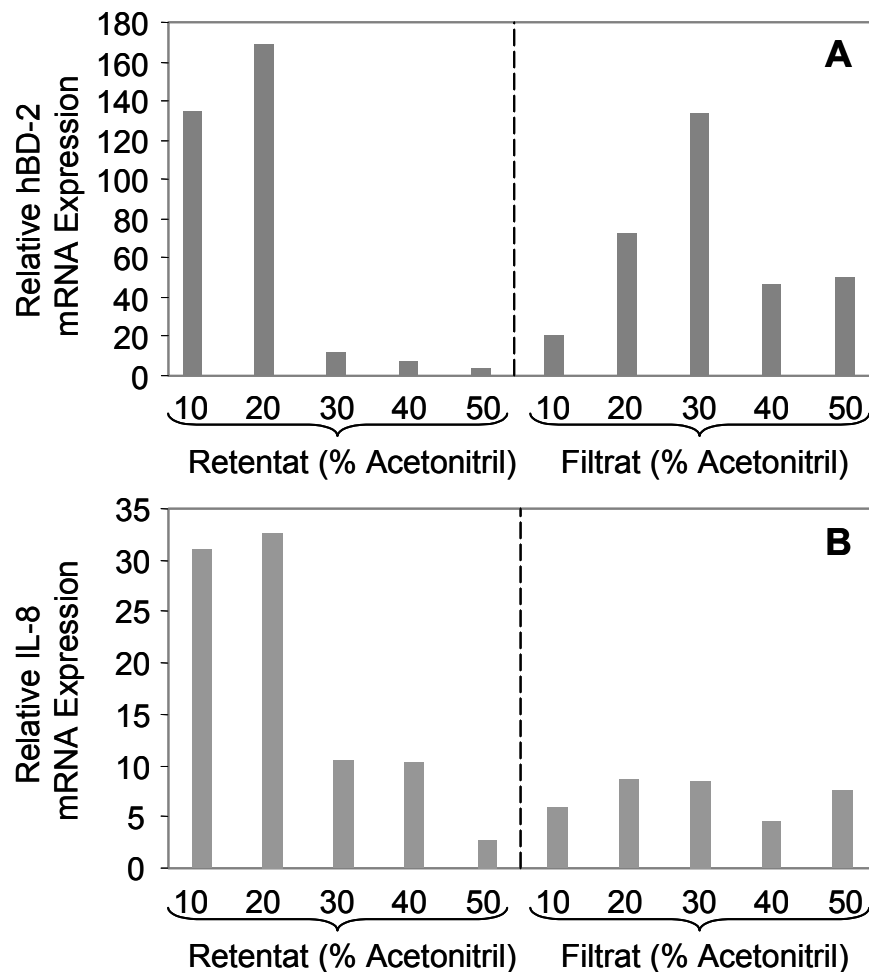 Relative hBD-2
mRNA Expression
180
160
140
120
100
80
60
40
20
0
A
10 20 30 40 50 10 20 30 40 50
Retentat (% Acetonitril) Filtrat (% Acetonitril)
Relative IL-8
mRNA Expression
35
30
25
20
15
10
5
0
B
10 20 30 40 50 10 20 30 40 50
Retentat (% Acetonitril) Filtrat (% Acetonitril)